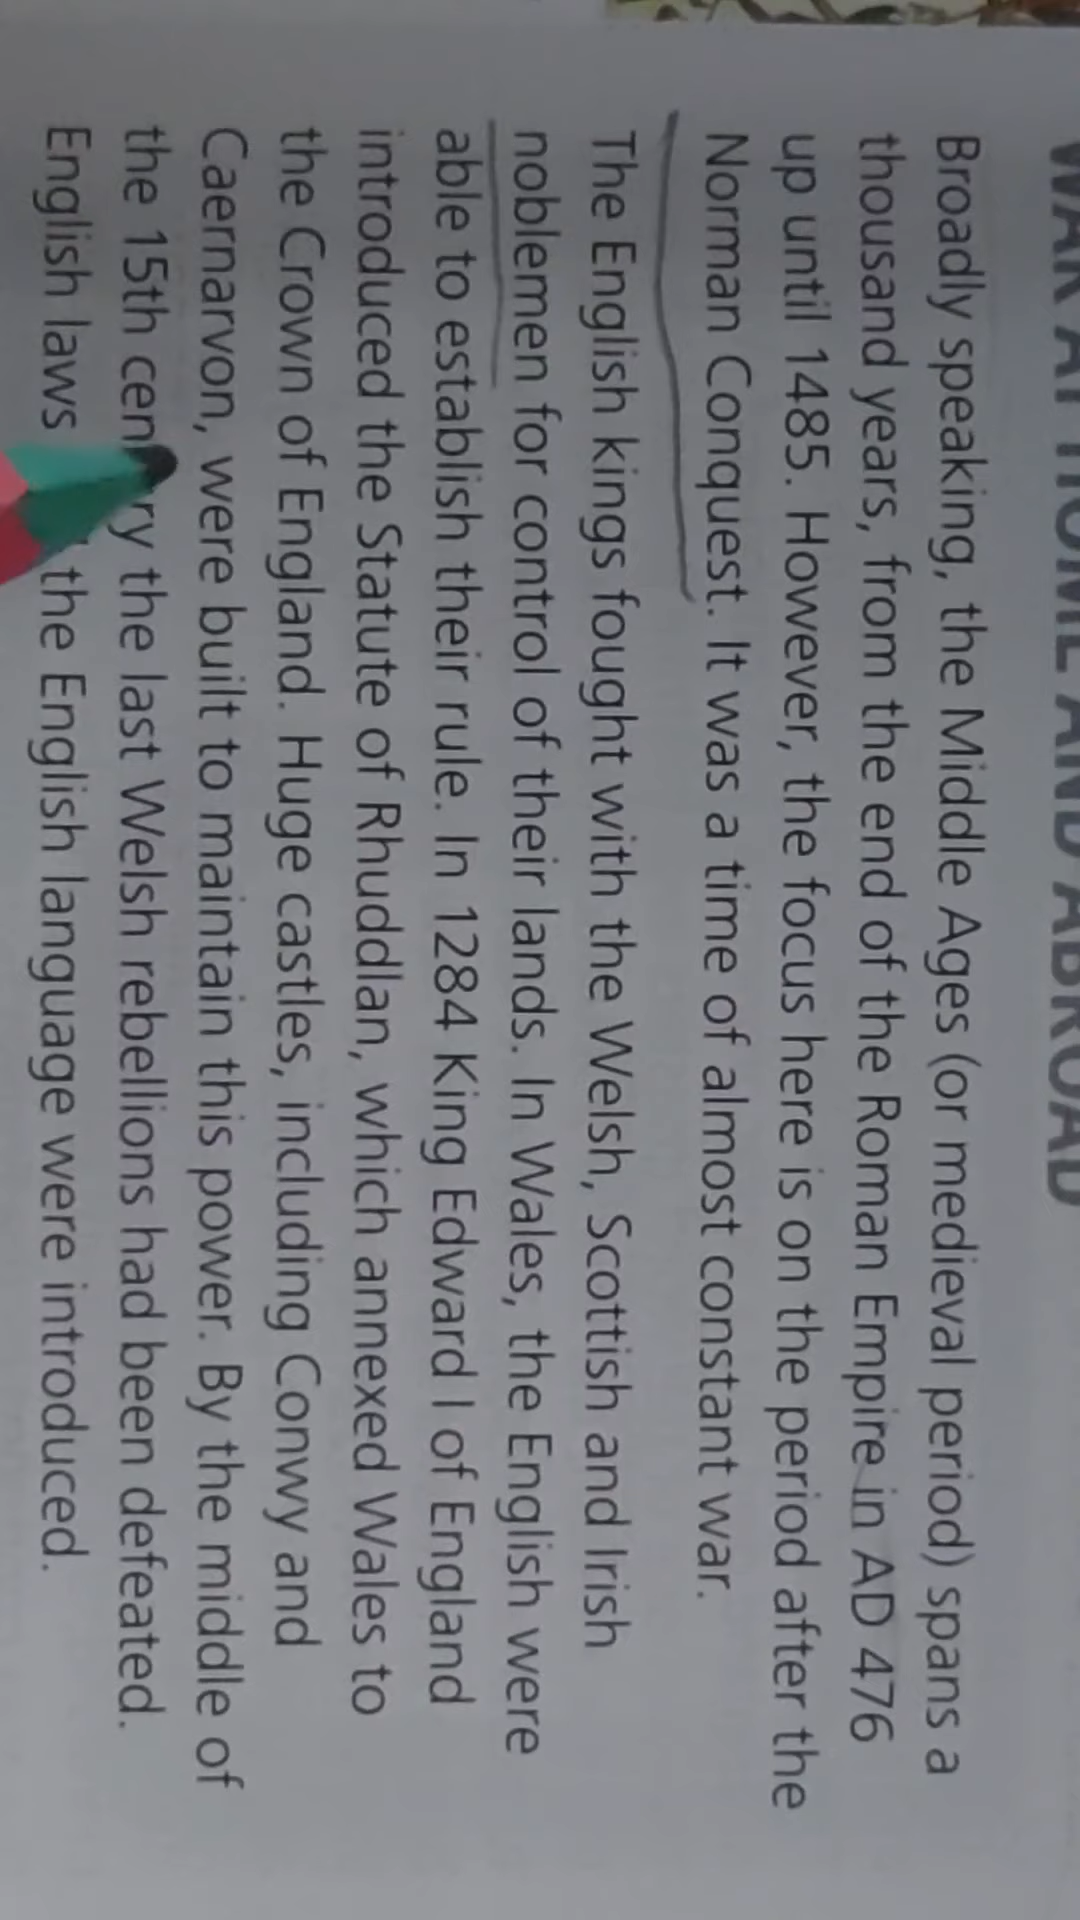 WAR AT HOME AND ABROAD
Broadly speaking, the Middle Ages (or medieval period) spans a
thousand years, from the end of the Roman Empire in AD 476
up until 1485. However, the focus here is on the period after the
Norman Conquest. It was a time of almost constant war.
The English kings fought with the Welsh, Scottish and Irish
noblemen for control of their lands. In Wales, the English were
able to establish their rule. In 1284 King Edward I of England
introduced the Statute of Rhuddlan, which annexed Wales to
the Crown of England. Huge castles, including Conwy and
Caernarvon, were built to maintain this power. By the middle of
the 15th century the last Welsh rebellions had been defeated.
English laws the English language were introduced.